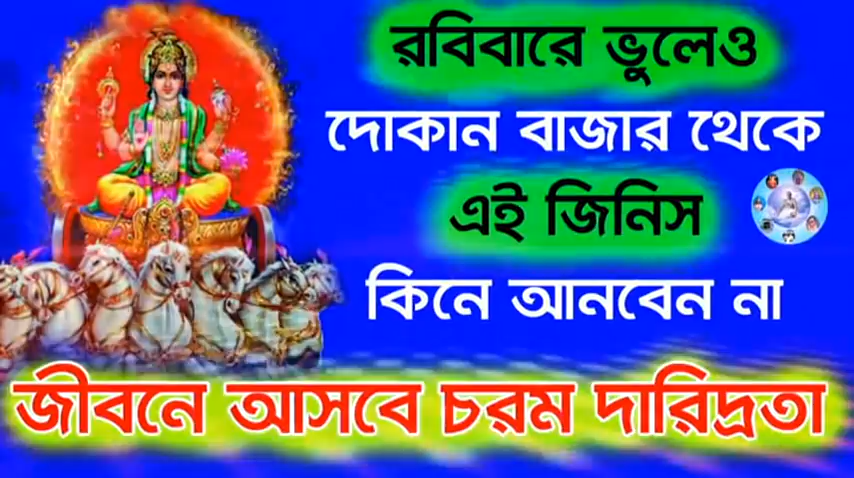 রবিবারে ভুলেও
দোকান বাজার থেকে
এই জিনিস
কিনে আনবেন না
জীবনে আসবে চরম দারিদ্রতা